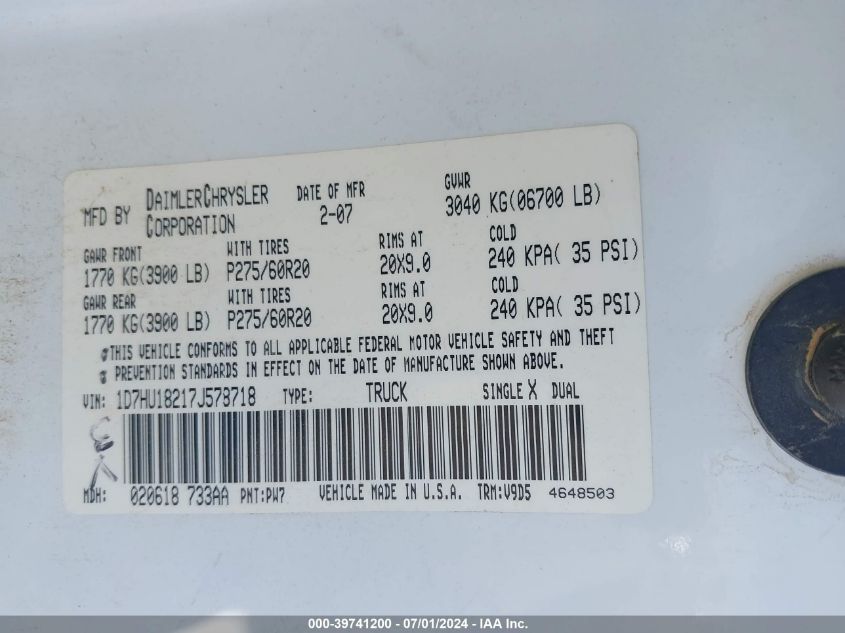 MFD BY DAIMLERCHRYSLER CORPORATION DATE OF MFR 2-07 GVWR 3040 KG(06700 LB)
GAWR FRONT WITH TIRES RIMS AT COLD
1770 KG(3900 LB) P275/60R20 20X9.0 240 KPA( 35 PSI)
GAWR REAR WITH TIRES RIMS AT COLD
1770 KG(3900 LB) P275/60R20 20X9.0 240 KPA( 35 PSI)
THIS VEHICLE CONFORMS TO ALL APPLICABLE FEDERAL MOTOR VEHICLE SAFETY AND THEFT
PREVENTION STANDARDS IN EFFECT ON THE DATE OF MANUFACTURE SHOWN ABOVE.
VIN: 1D7HU18217J573718 TYPE: TRUCK SINGLE X DUAL
MDH: 020618 733AA PNT:PW7 VEHICLE MADE IN U.S.A. TRM:V9D5 4648503
000-39741200 - 07/01/2024 - IAA Inc.